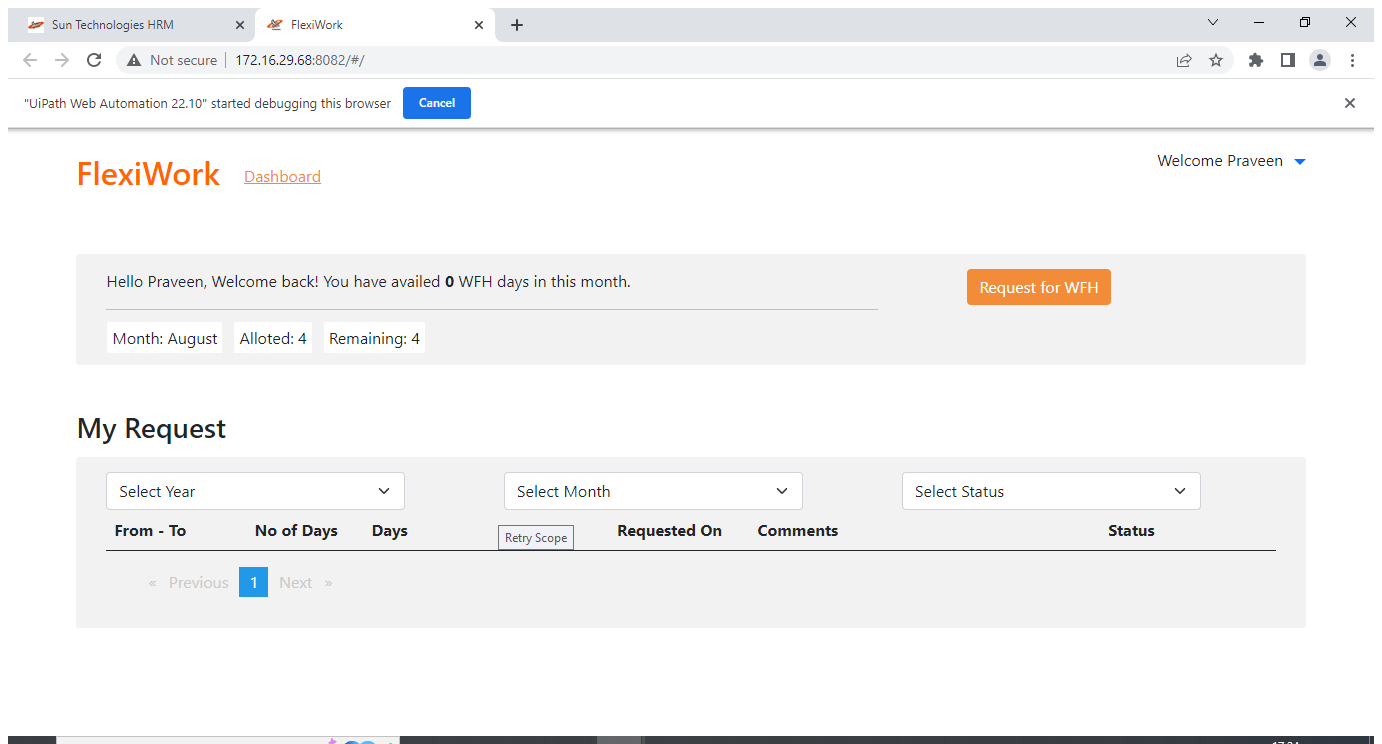 Sun Technologies HRM
FlexiWork
Not secure
172.16.29.68:8082/#/
"UiPath Web Automation 22.10" started debugging this browser
Cancel
FlexiWork
Dashboard
Welcome Praveen
Hello Praveen, Welcome back! You have availed 0 WFH days in this month.
Request for WFH
Month: August
Alloted: 4
Remaining: 4
My Request
Select Year
Select Month
Select Status
From - To
No of Days
Days
Retry Scope
Requested On
Comments
Status
« Previous 1 Next »